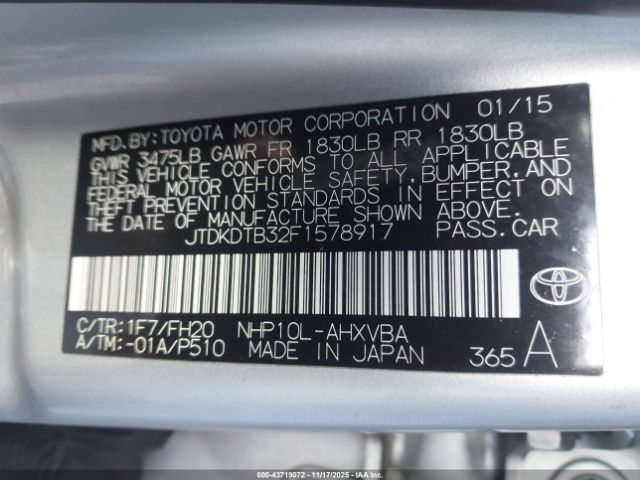 MFD. BY: TOYOTA MOTOR CORPORATION 01/15
GVWR 3475LB GAWR FR 1830LB RR 1830LB
THIS VEHICLE CONFORMS TO ALL APPLICABLE
FEDERAL MOTOR VEHICLE SAFETY, BUMPER, AND
THEFT PREVENTION STANDARDS IN EFFECT ON
THE DATE OF MANUFACTURE SHOWN ABOVE.
JTDKDTB32F1578917 PASS. CAR
C/TR: 1F7/FH20 NHP10L-AHXVBA
A/TM: -01A/P510 MADE IN JAPAN 365 A
000-43719072 - 11/17/2025 - IAAI.COM